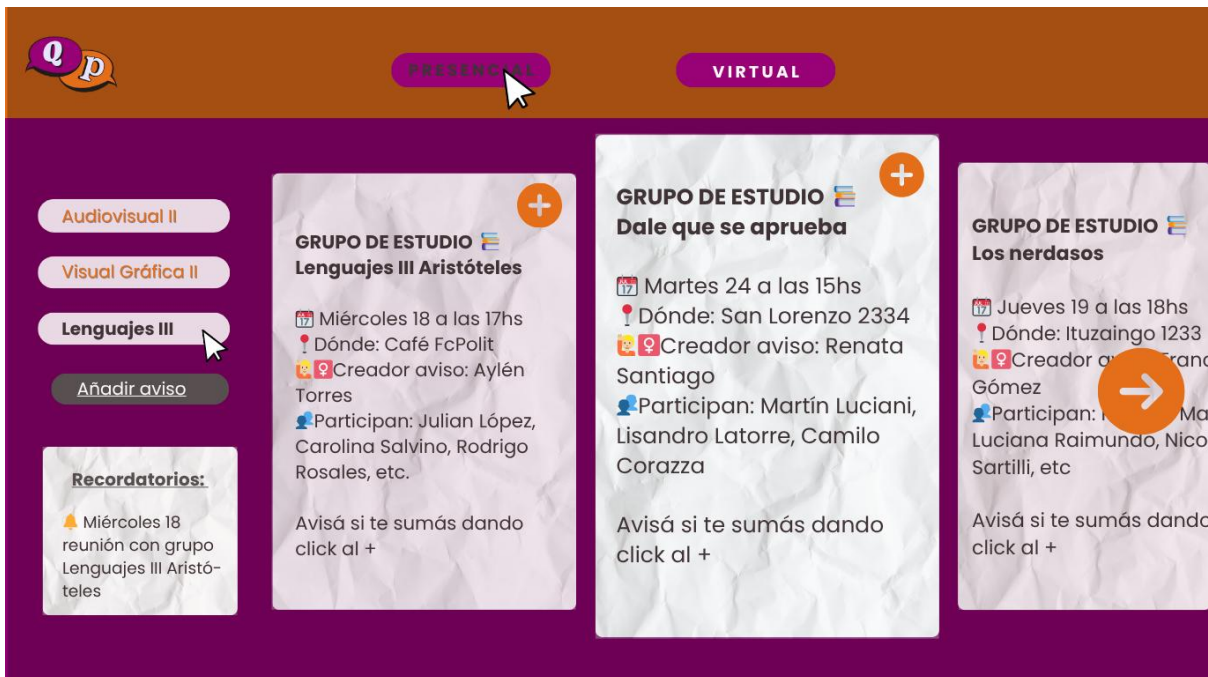 Q p
PRESENCIAL
VIRTUAL
Audiovisual II
Visual Gráfica II
Lenguajes III
Añadir aviso
Recordatorios:
Miércoles 18
reunión con grupo
Lenguajes III Aristó-
teles
GRUPO DE ESTUDIO
Lenguajes III Aristóteles
Miércoles 18 a las 17hs
Dónde: Café FcPolit
Creador aviso: Aylén
Torres
Participan: Julian López,
Carolina Salvino, Rodrigo
Rosales, etc.
Avisá si te sumás dando
click al +
GRUPO DE ESTUDIO
Dale que se aprueba
Martes 24 a las 15hs
Dónde: San Lorenzo 2334
Creador aviso: Renata
Santiago
Participan: Martín Luciani,
Lisandro Latorre, Camilo
Corazza
Avisá si te sumás dando
click al +
GRUPO DE ESTUDIO
Los nerdasos
Jueves 19 a las 18hs
Dónde: Ituzaingo 1233
Creador
Gómez
Participan:
Luciana Raimundo, Nico
Sartilli, etc
Avisá si te sumás dando
click al +